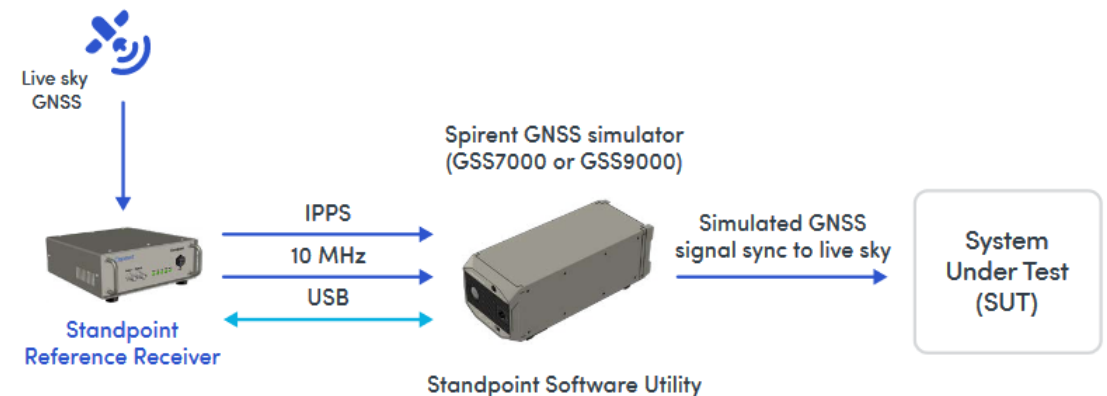 Live sky
GNSS
Spirent GNSS simulator
(GSS7000 or GSS9000)
IPPS
10 MHz
USB
Simulated GNSS
signal sync to live sky
System
Under Test
(SUT)
Standpoint
Reference Receiver
Standpoint Software Utility